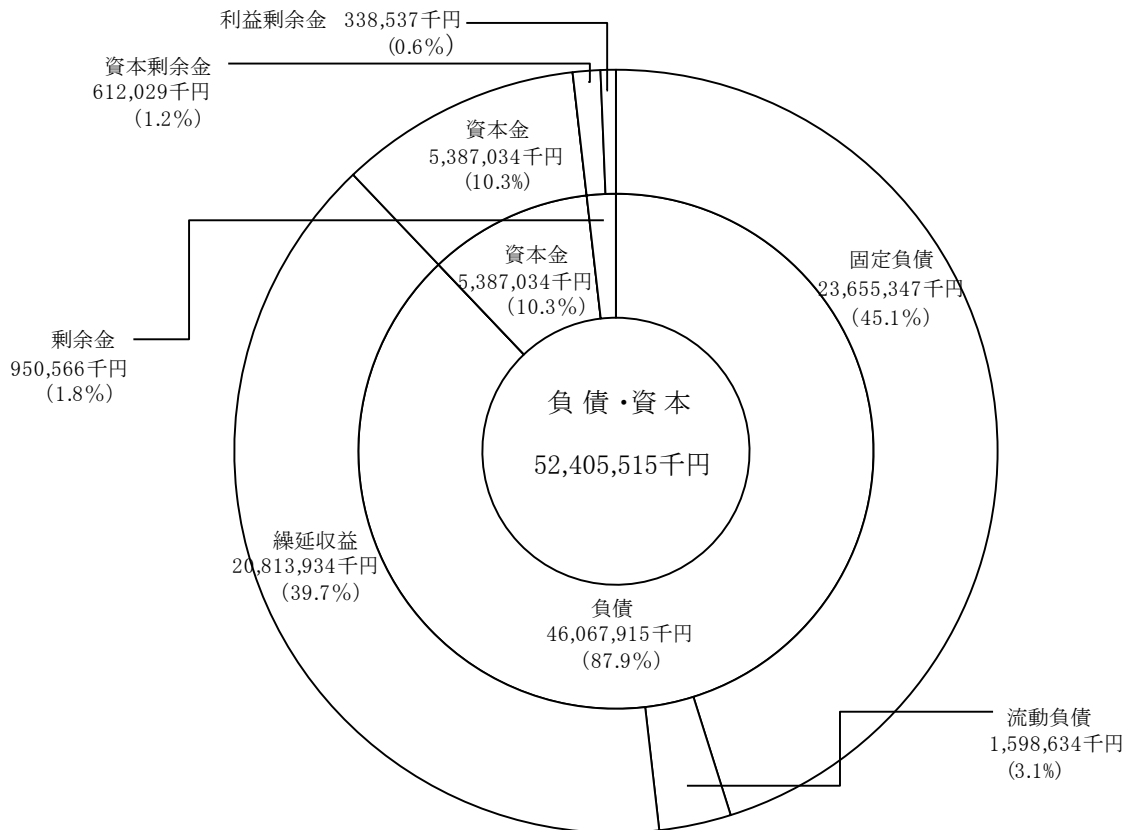 利益剰余金 338,537千円
(0.6%)
資本剰余金
612,029千円
(1.2%)
資本金
5,387,034千円
(10.3%)
資本金
5,387,034千円
(10.3%)
固定負債
23,655,347千円
(45.1%)
剰余金
950,566千円
(1.8%)
負債・資本
52,405,515千円
繰延収益
20,813,934千円
(39.7%)
負債
46,067,915千円
(87.9%)
流動負債
1,598,634千円
(3.1%)